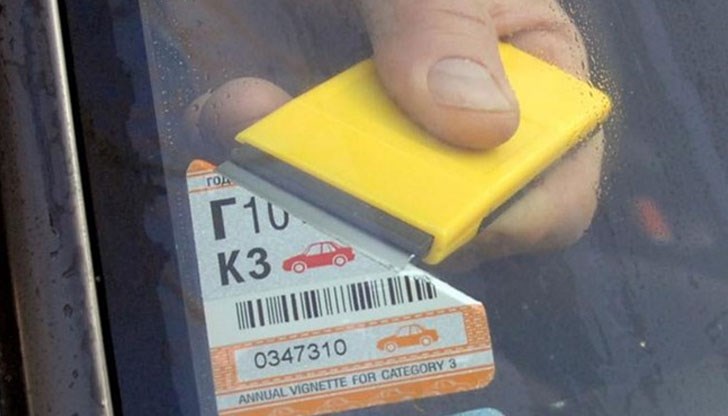 Г10
К3
0347310
ANNUAL VIGNETTE FOR CATEGORY 3